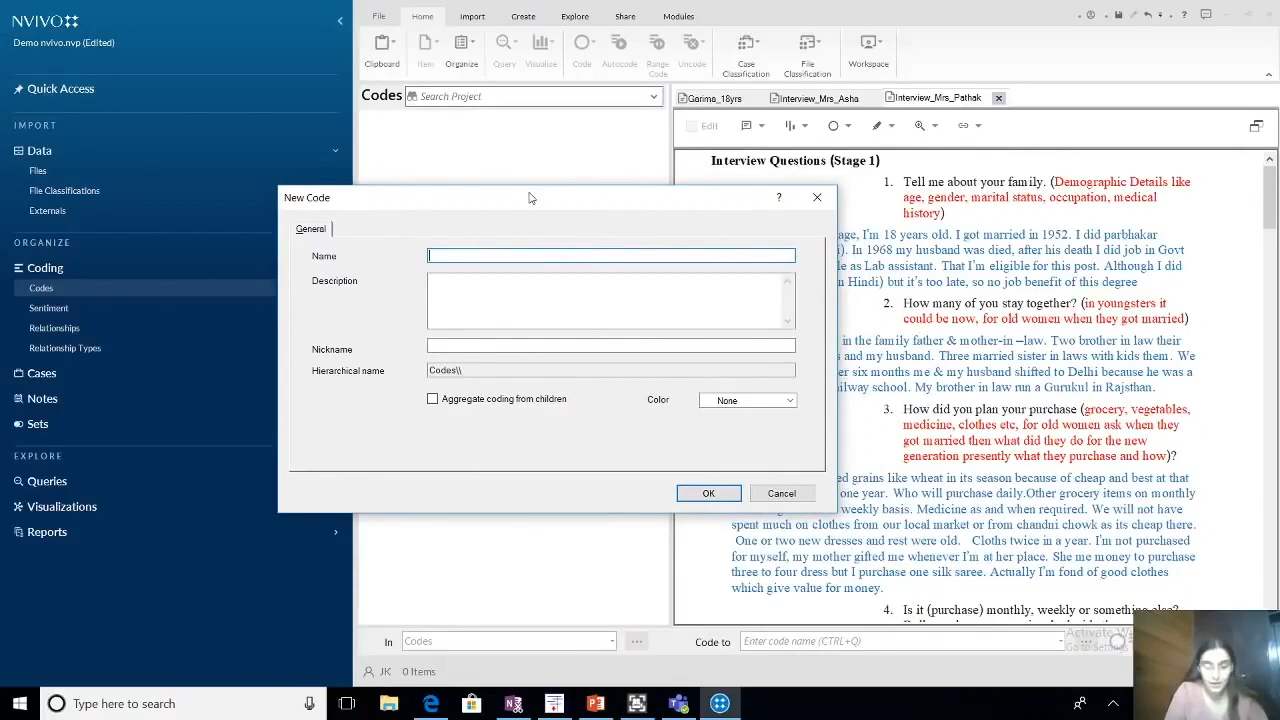 NVIVO
Demo nvivo.nvp (Edited)
Quick Access
IMPORT
Data
Files
File Classifications
Externals
ORGANIZE
Coding
Codes
Sentiment
Relationships
Relationship Types
Cases
Notes
Sets
EXPLORE
Queries
Visualizations
Reports
File Home Import Create Explore Share Modules
Clipboard Item Organize Query Visualize Code Autocode Range Code Uncode Case Classification File Classification Workspace
Codes Search Project
Garima_18yrs Interview_Mrs_Asha Interview_Mrs_Pathak
Edit
New Code
General
Name
Description
Nickname
Hierarchical name Codes\\
Aggregate coding from children Color None
OK Cancel
Interview Questions (Stage 1)
1. Tell me about your family. (Demographic Details like
age, gender, marital status, occupation, medical
history)
age, I'm 18 years old. I got married in 1952. I did parbhakar
). In 1968 my husband was died, after his death I did job in Govt
le as Lab assistant. That I'm eligible for this post. Although I did
n Hindi) but it's too late, so no job benefit of this degree
2. How many of you stay together? (in youngsters it
could be now, for old women when they got married)
in the family father & mother-in –law. Two brother in law their
s and my husband. Three married sister in laws with kids them. We
er six months me & my husband shifted to Delhi because he was a
ilway school. My brother in law run a Gurukul in Rajsthan.
3. How did you plan your purchase (grocery, vegetables,
medicine, clothes etc, for old women ask when they
got married then what did they do for the new
generation presently what they purchase and how)?
ed grains like wheat in its season because of cheap and best at that
one year. Who will purchase daily.Other grocery items on monthly
weekly basis. Medicine as and when required. We will not have
spent much on clothes from our local market or from chandni chowk as its cheap there.
One or two new dresses and rest were old. Cloths twice in a year. I'm not purchased
for myself, my mother gifted me whenever I'm at her place. She me money to purchase
three to four dress but I purchase one silk saree. Actually I'm fond of good clothes
which give value for money.
4. Is it (purchase) monthly, weekly or something else?
In Codes Code to Enter code name (CTRL+Q)
Activate W
Go to Settings
JK 0 Items
Type here to search